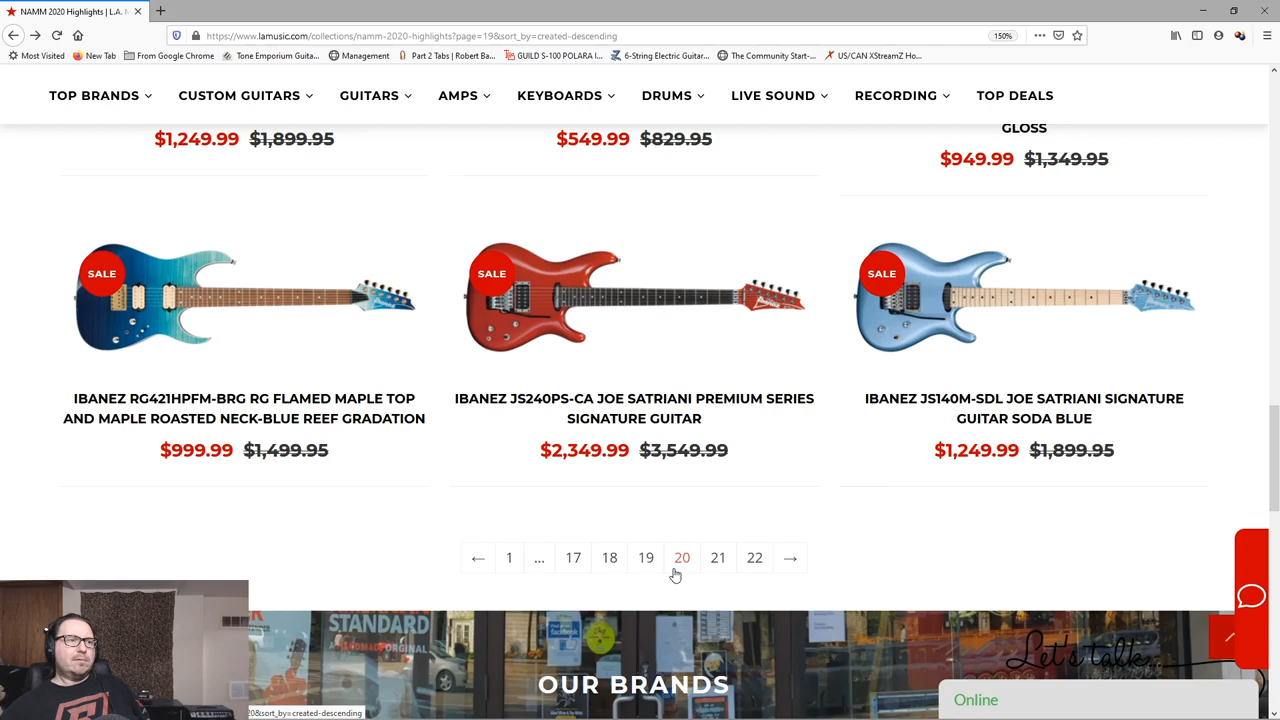 NAMM 2020 Highlights | L.A. M
https://www.lamusic.com/collections/namm-2020-highlights?page=19&sort_by=created-descending
150%
Most Visited
New Tab
From Google Chrome
Tone Emporium Guita...
Management
Part 2 Tabs | Robert Ba...
GUILD S-100 POLARA I...
6-String Electric Guitar...
The Community Start-...
US/CAN XStreamZ Ho...
TOP BRANDS
CUSTOM GUITARS
GUITARS
AMPS
KEYBOARDS
DRUMS
LIVE SOUND
RECORDING
TOP DEALS
$1,249.99 $1,899.95
$549.99 $829.95
GLOSS
$949.99 $1,349.95
SALE
IBANEZ RG421HPFM-BRG RG FLAMED MAPLE TOP
AND MAPLE ROASTED NECK-BLUE REEF GRADATION
$999.99 $1,499.95
SALE
Ibanez
IBANEZ JS240PS-CA JOE SATRIANI PREMIUM SERIES
SIGNATURE GUITAR
$2,349.99 $3,549.99
SALE
IBANEZ JS140M-SDL JOE SATRIANI SIGNATURE
GUITAR SODA BLUE
$1,249.99 $1,899.95
← 1 ... 17 18 19 20 21 22 →
STANDARD
OUR BRANDS
Let's talk...
Online
20&sort_by=created-descending